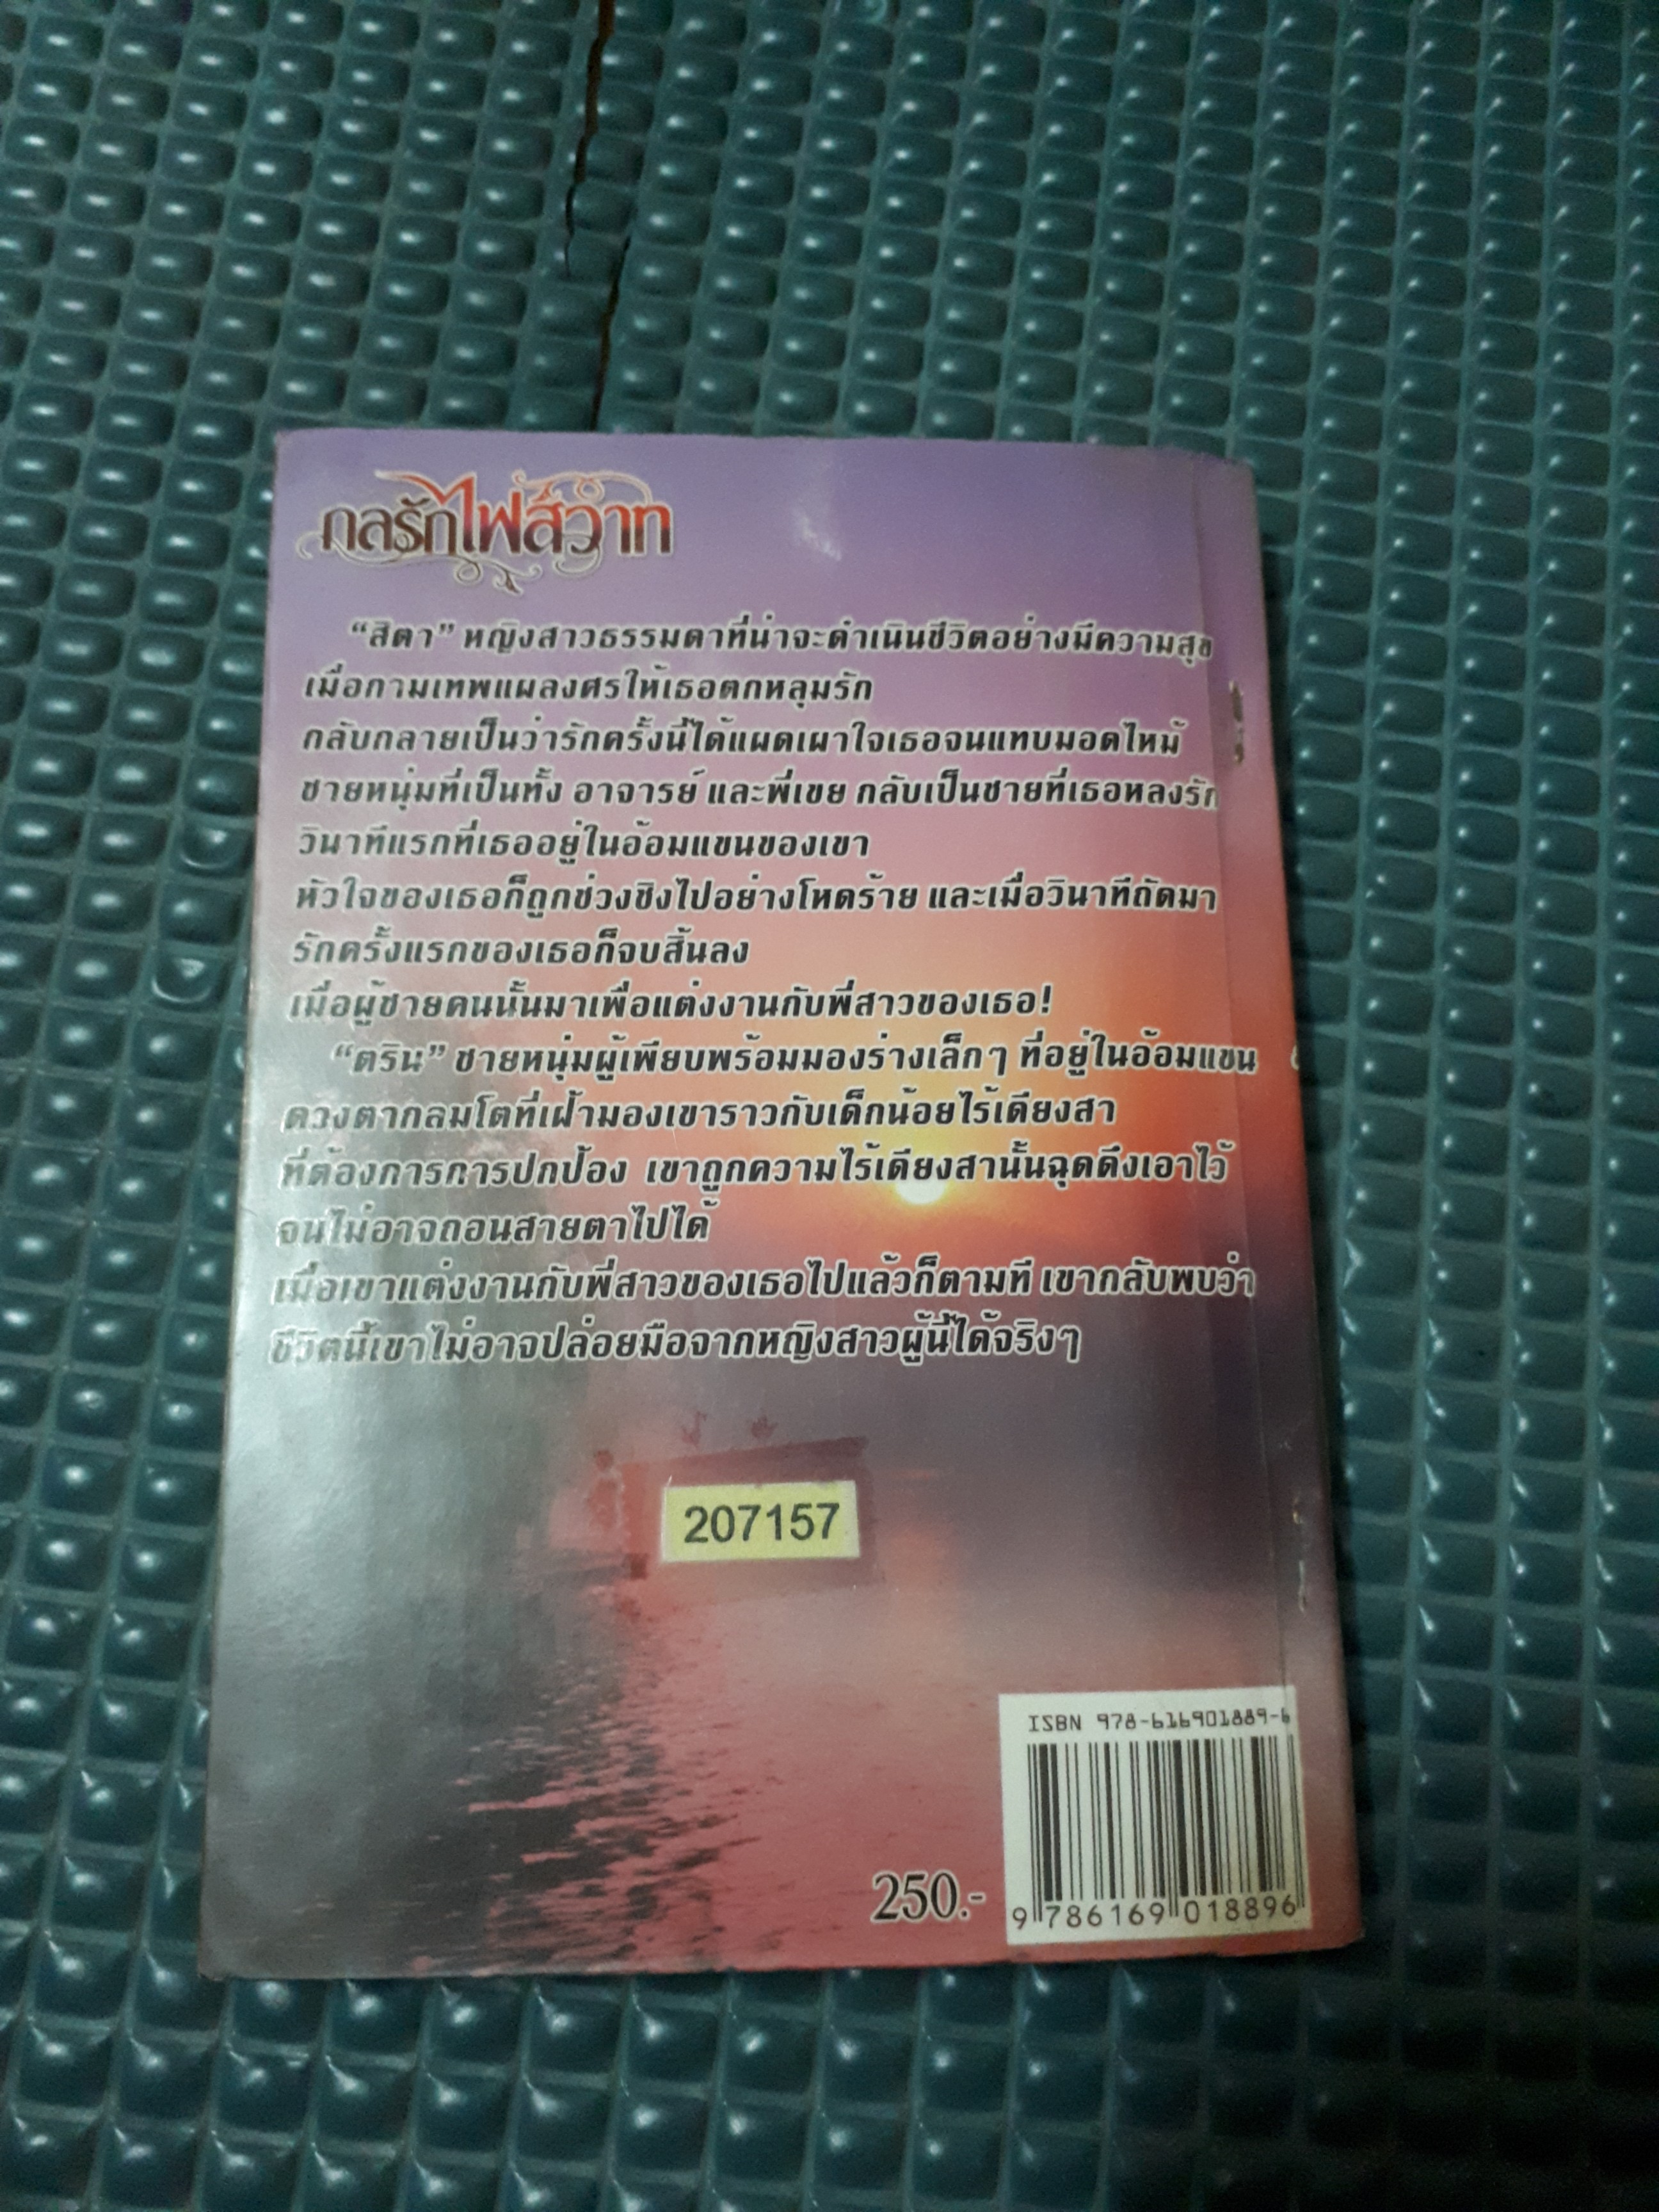 กลรักไฟส์วาท
“สิตา” หญิงสาวธรรมดาที่น่าจะดำเนินชีวิตอย่างมีความสุข
เมื่อกามเทพแผลงศรให้เธอตกหลุมรัก
กลับกลายเป็นว่ารักครั้งนี้ได้แผดเผาใจเธอจนแทบมอดไหม้
ชายหนุ่มที่เป็นทั้ง อาจารย์ และพี่เขย กลับเป็นชายที่เธอหลงรัก
วินาทีแรกที่เธออยู่ในอ้อมแขนของเขา
หัวใจของเธอก็ถูกช่วงชิงไปอย่างโหดร้าย และเมื่อวินาทีถัดมา
รักครั้งแรกของเธอก็จบสิ้นลง
เมื่อผู้ชายคนนั้นมาเพื่อแต่งงานกับพี่สาวของเธอ!
“ตริน” ชายหนุ่มผู้เพียบพร้อมมองร่างเล็กๆ ที่อยู่ในอ้อมแขน
ดวงตากลมโตที่เฝ้ามองเขาราวกับเด็กน้อยไร้เดียงสา
ที่ต้องการการปกป้อง เขาถูกความไร้เดียงสานั้นฉุดดึงเอาไว้
จนไม่อาจถอนสายตาไปได้
เมื่อเขาแต่งงานกับพี่สาวของเธอไปแล้วก็ตามที เขากลับพบว่า
ชีวิตนี้เขาไม่อาจปล่อยมือจากหญิงสาวผู้นี้ได้จริงๆ
207157
ISBN 978-616901889-6
250.-
9 786169 018896